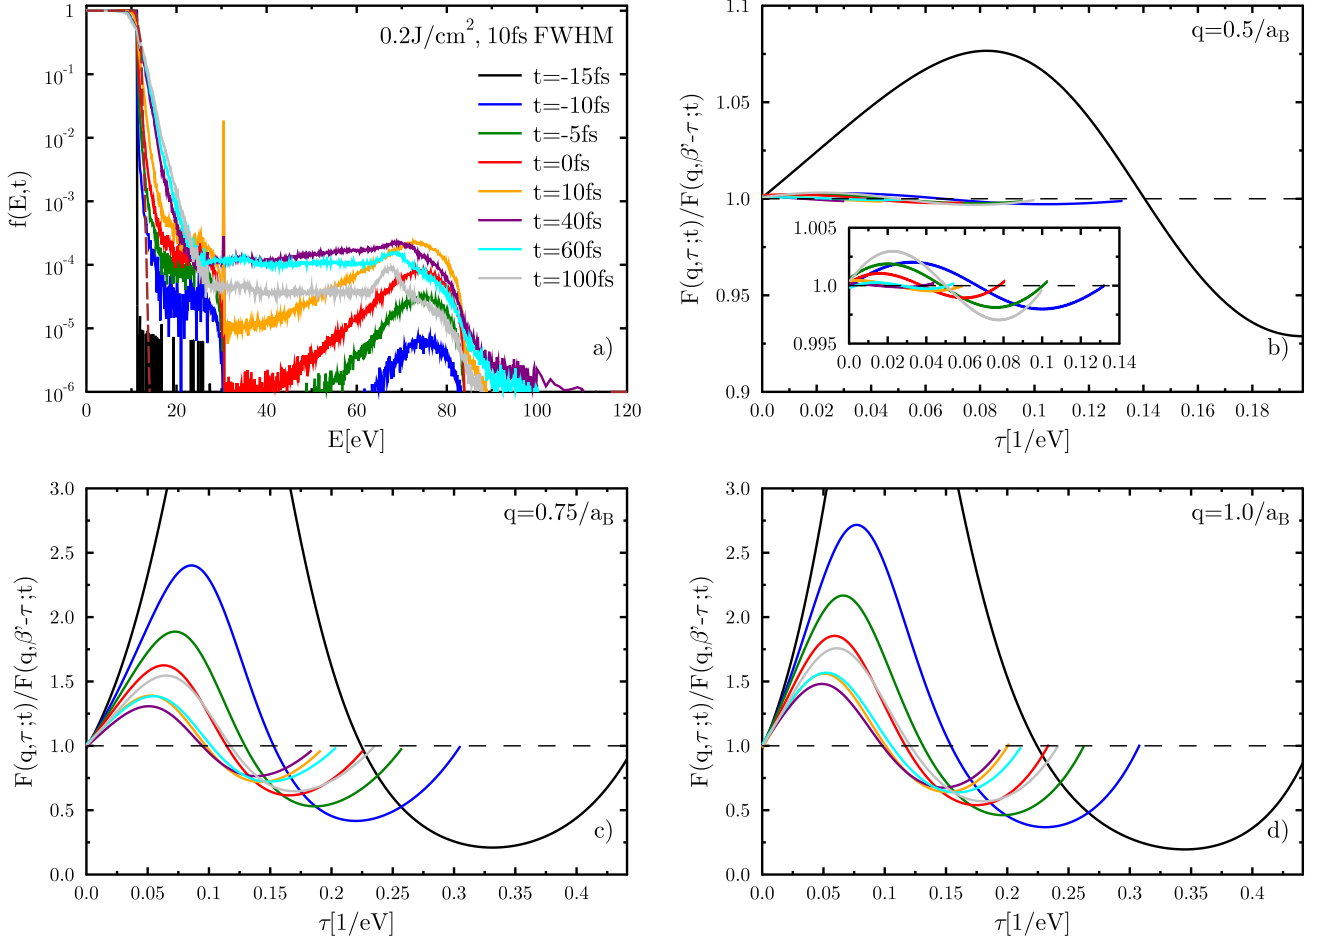 0.2J/cm², 10fs FWHM
t=-15fs
t=-10fs
t=-5fs
t=0fs
t=10fs
t=40fs
t=60fs
t=100fs
a)
1
10⁻¹
10⁻²
10⁻³
10⁻⁴
10⁻⁵
10⁻⁶
f(E,t)
0 20 40 60 80 100 120
E[eV]
q=0.5/a_B
1.1
1.05
1.0
0.95
0.9
F(q,τ;t)/F(q,β'-τ;t)
1.005
1.0
0.995
0.0 0.02 0.04 0.06 0.08 0.1 0.12 0.14
b)
0.0 0.02 0.04 0.06 0.08 0.1 0.12 0.14 0.16 0.18
τ[1/eV]
q=0.75/a_B
3.0
2.5
2.0
1.5
1.0
0.5
0.0
F(q,τ;t)/F(q,β'-τ;t)
c)
0.0 0.05 0.1 0.15 0.2 0.25 0.3 0.35 0.4
τ[1/eV]
q=1.0/a_B
3.0
2.5
2.0
1.5
1.0
0.5
0.0
F(q,τ;t)/F(q,β'-τ;t)
d)
0.0 0.05 0.1 0.15 0.2 0.25 0.3 0.35 0.4
τ[1/eV]